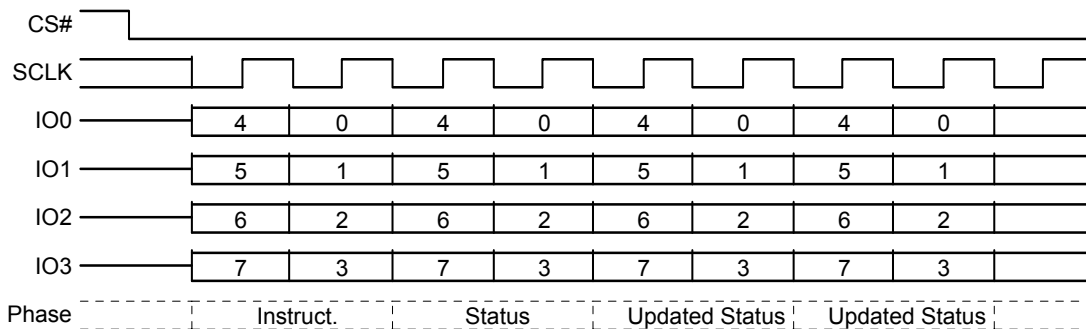 CS#
SCLK
IO0 4 0 4 0 4 0 4 0
IO1 5 1 5 1 5 1 5 1
IO2 6 2 6 2 6 2 6 2
IO3 7 3 7 3 7 3 7 3
Phase Instruct. Status Updated Status Updated Status